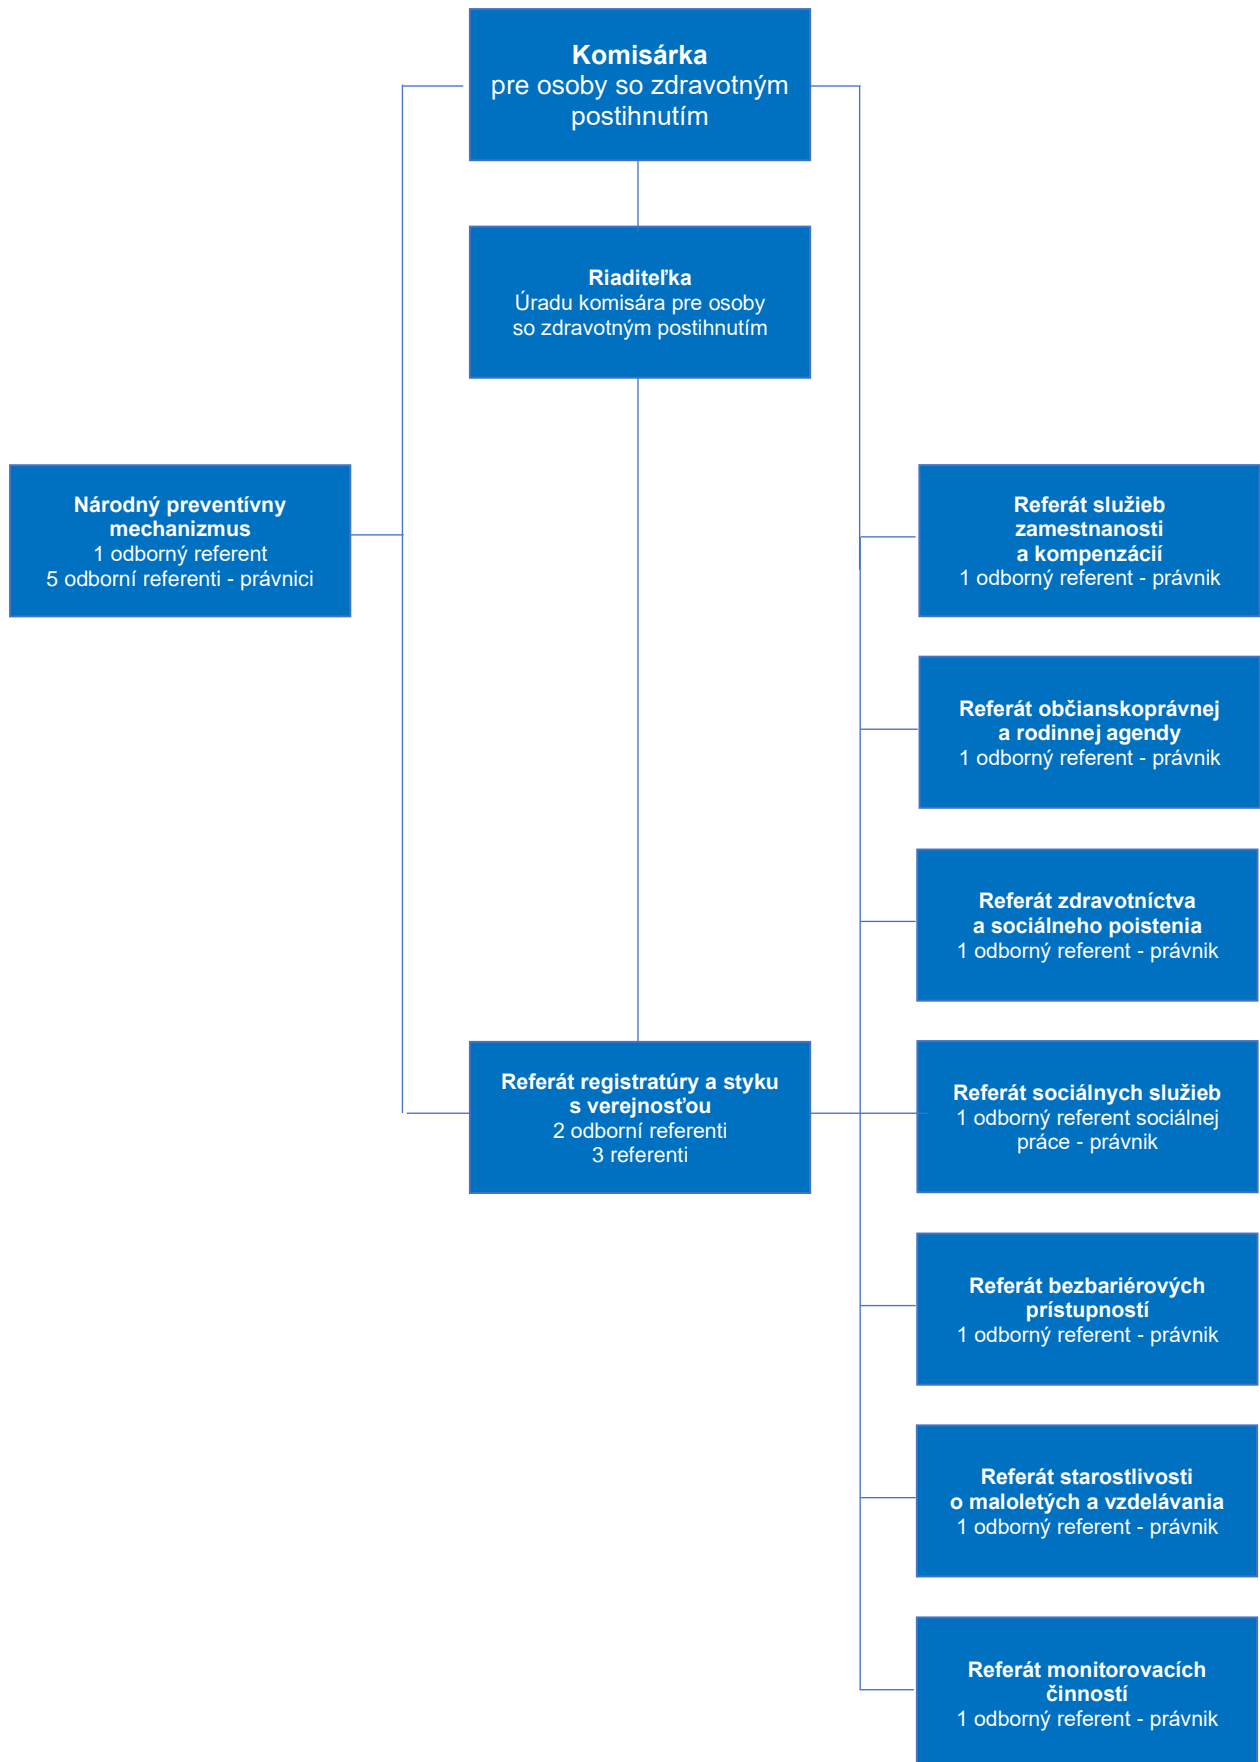 Komisárka
pre osoby so zdravotným
postihnutím
Riaditeľka
Úradu komisára pre osoby
so zdravotným postihnutím
Národný preventívny
mechanizmus
1 odborný referent
5 odborní referenti - právnici
Referát služieb
zamestnanosti
a kompenzácií
1 odborný referent - právnik
Referát občianskoprávnej
a rodinnej agendy
1 odborný referent - právnik
Referát zdravotníctva
a sociálneho poistenia
1 odborný referent - právnik
Referát registratúry a styku
s verejnosťou
2 odborní referenti
3 referenti
Referát sociálnych služieb
1 odborný referent sociálnej
práce - právnik
Referát bezbariérových
prístupností
1 odborný referent - právnik
Referát starostlivosti
o maloletých a vzdelávania
1 odborný referent - právnik
Referát monitorovacích
činností
1 odborný referent - právnik